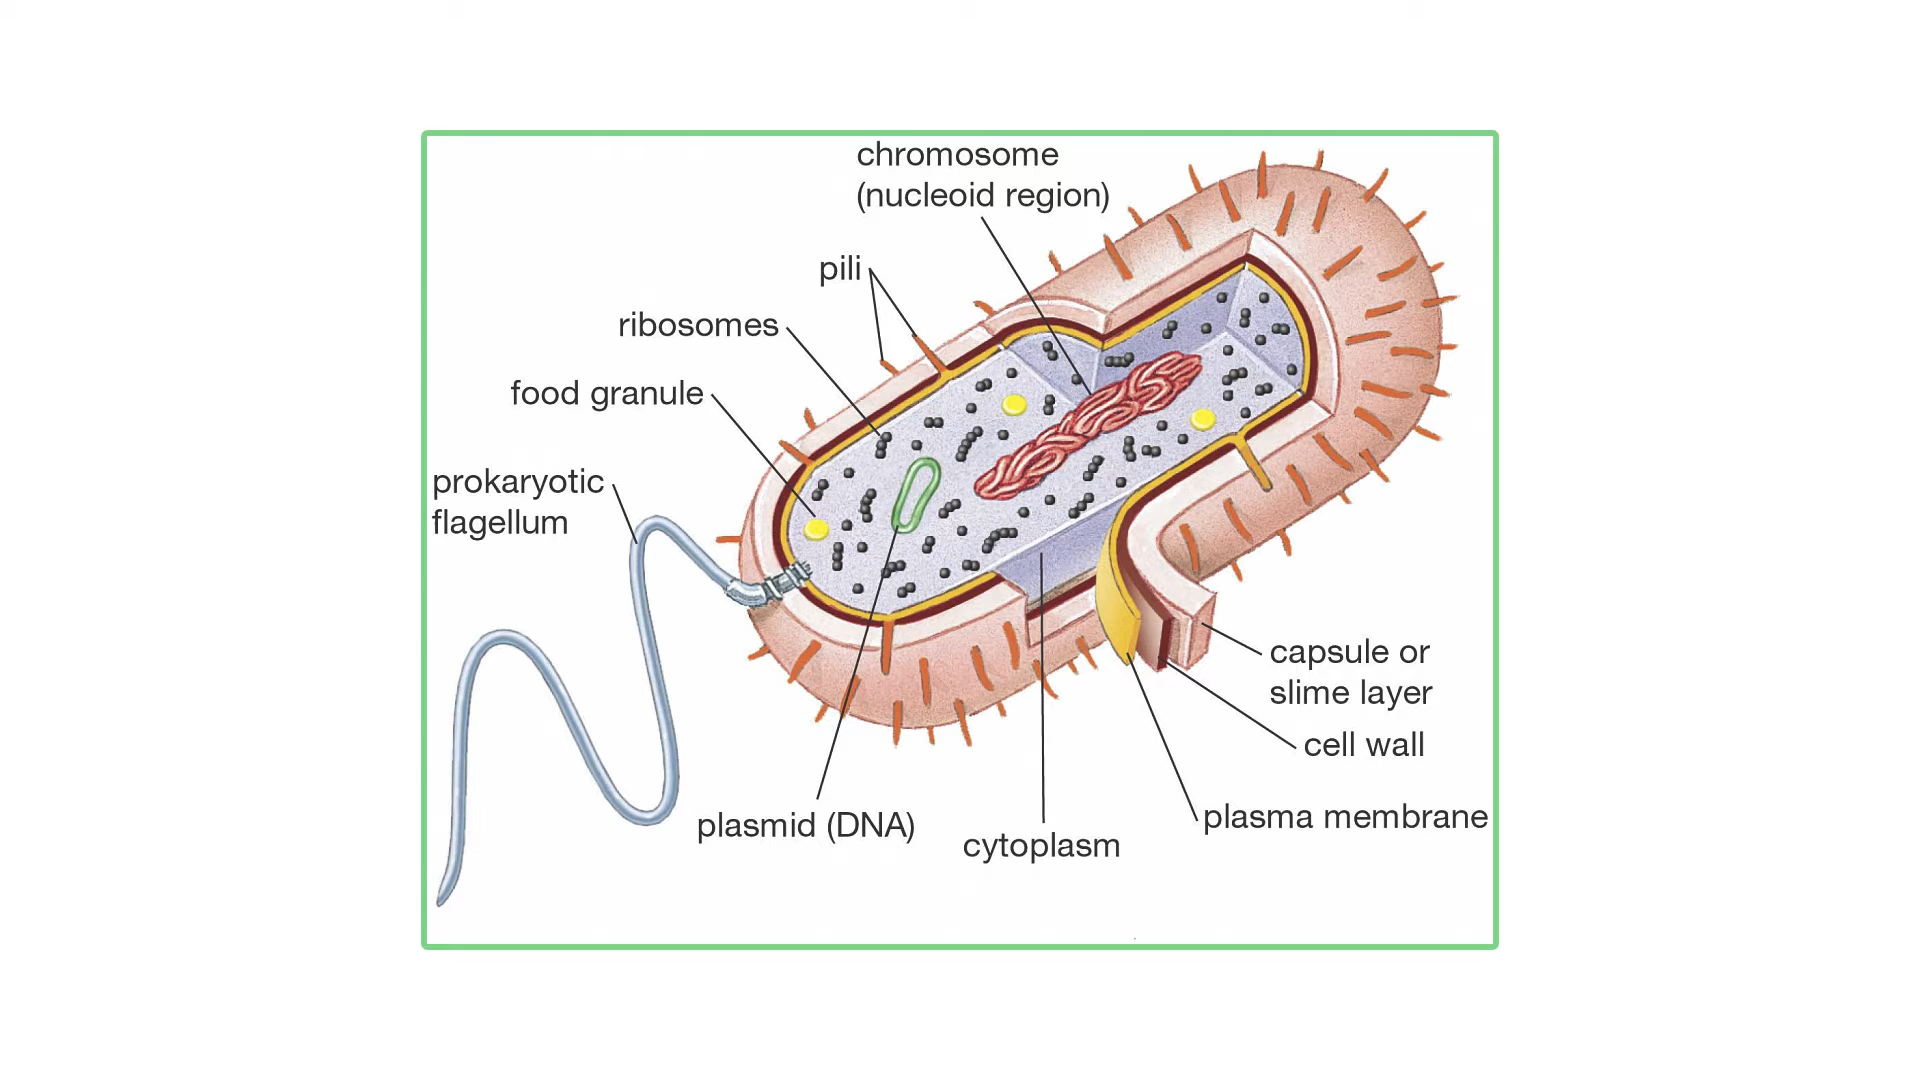 chromosome
(nucleoid region)
pili
ribosomes
food granule
prokaryotic
flagellum
capsule or
slime layer
cell wall
plasma membrane
plasmid (DNA)
cytoplasm